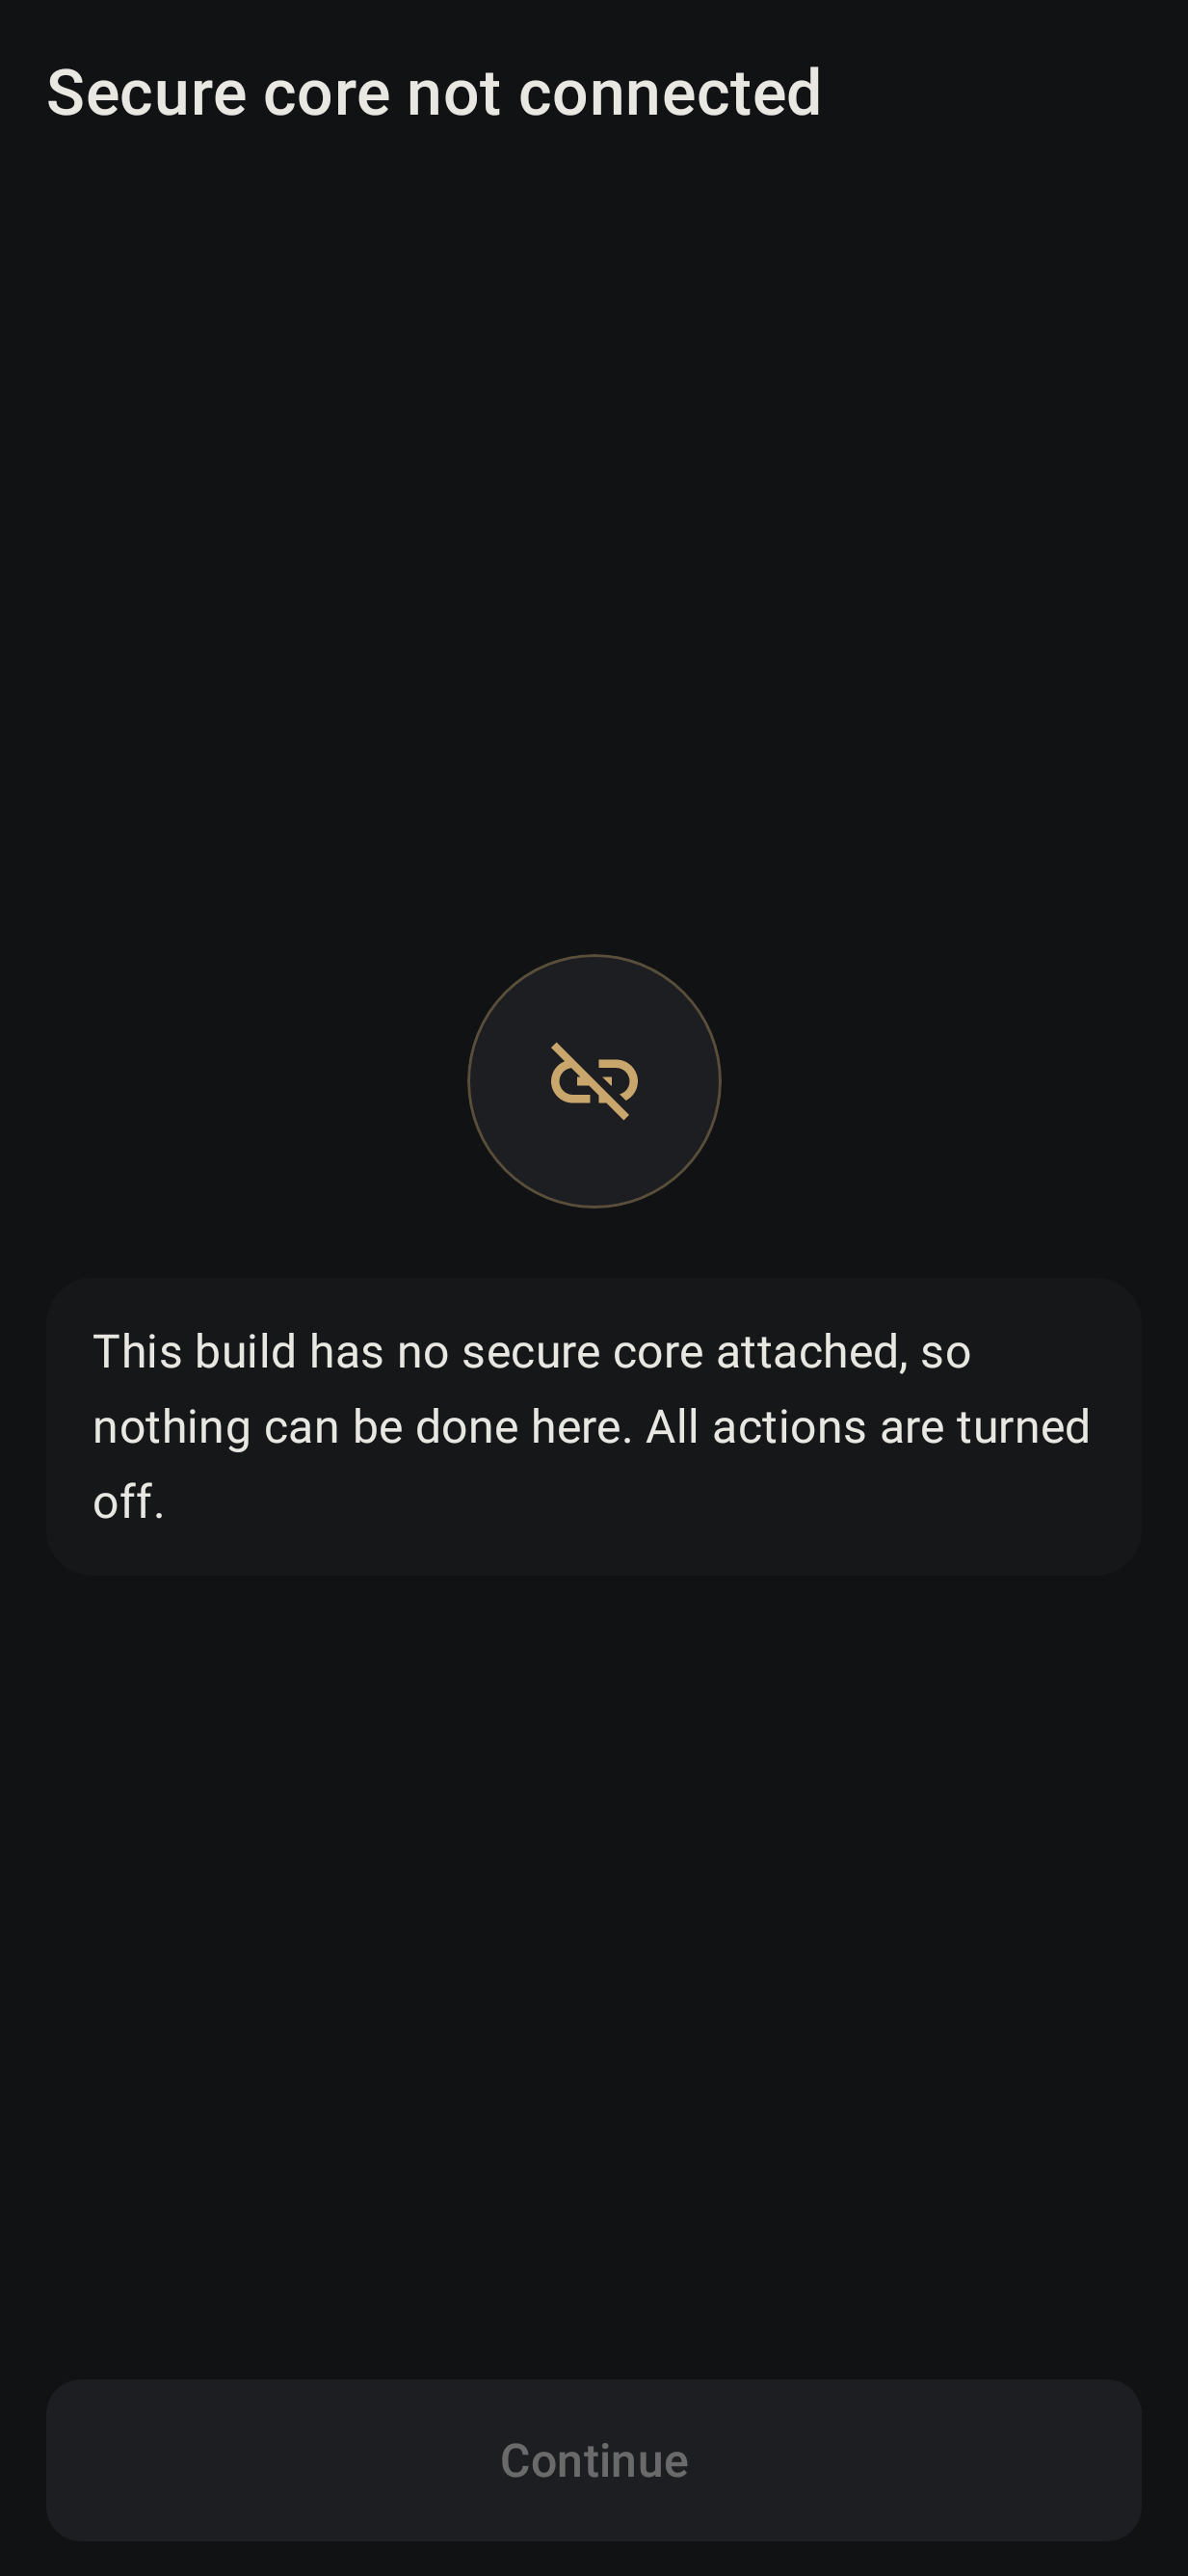 Secure core not connected
This build has no secure core attached, so
nothing can be done here. All actions are turned
off.
Continue